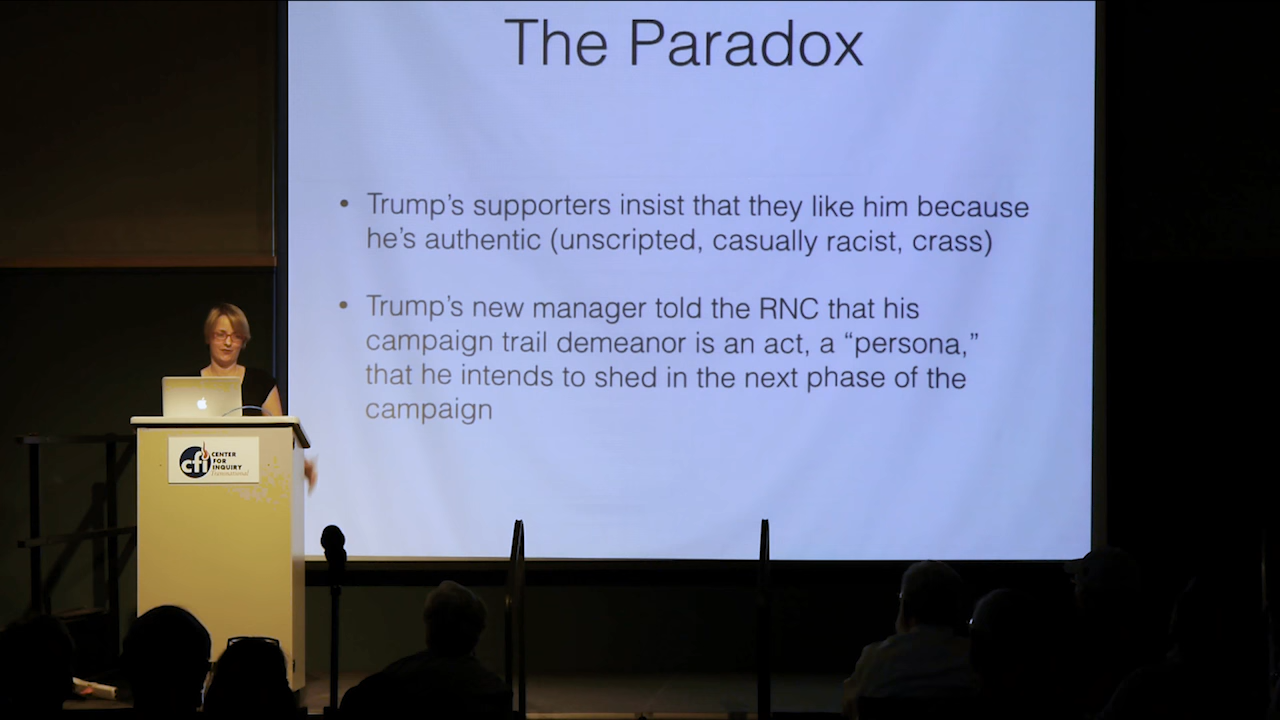 The Paradox
• Trump's supporters insist that they like him because
he's authentic (unscripted, casually racist, crass)
• Trump's new manager told the RNC that his
campaign trail demeanor is an act, a “persona,”
that he intends to shed in the next phase of the
campaign
cfi
CENTER
FOR
INQUIRY
Transnational